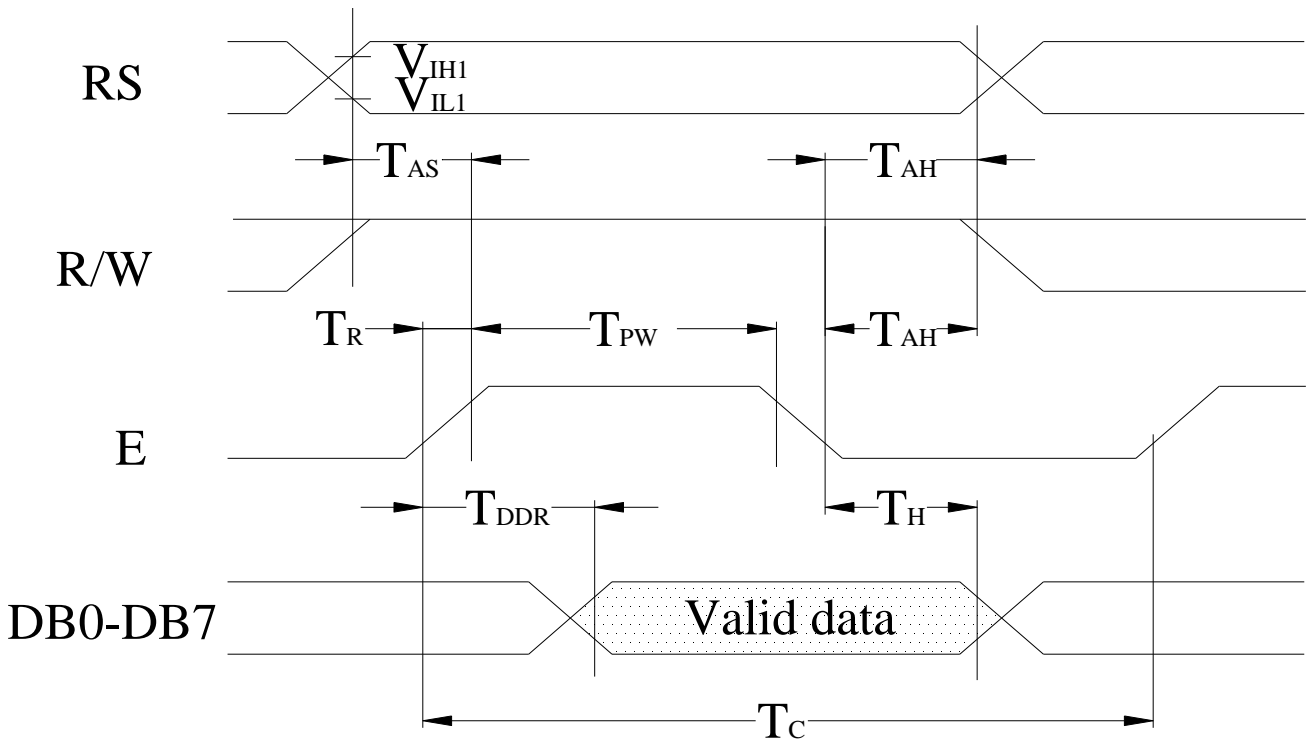 RS
VIH1
VIL1
TAS
TAH
R/W
TR
TPW
TAH
E
TDDR
TH
DB0-DB7
Valid data
TC